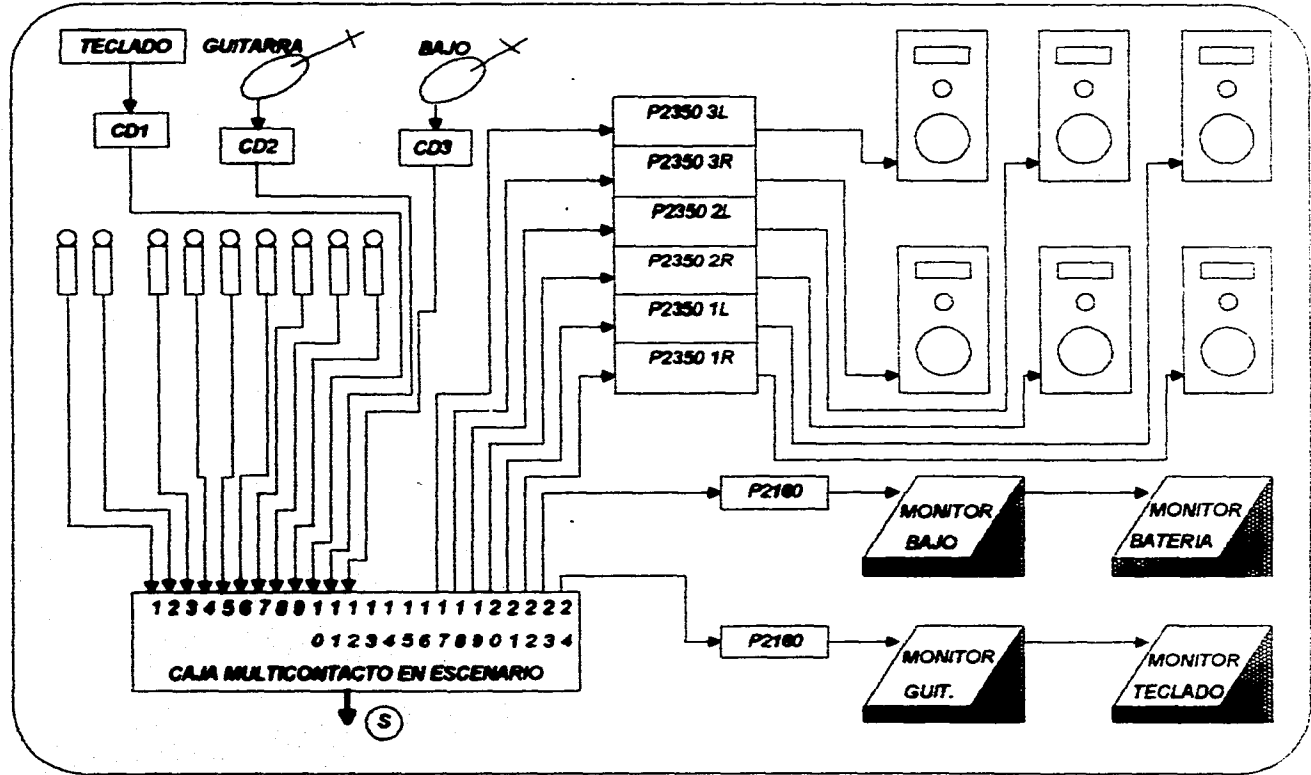 TECLADO GUITARRA BAJO
CD1 CD2 CD3
P2350 3L
P2350 3R
P2350 2L
P2350 2R
P2350 1L
P2350 1R
P2160
MONITOR
BAJO
MONITOR
BATERIA
1 2 3 4 5 6 7 8 9 1 1 1 1 1 1 1 1 1 1 2 2 2 2 2
0 1 2 3 4 5 6 7 8 9 0 1 2 3 4
CAJA MULTICONTACTO EN ESCENARIO
S
P2160
MONITOR
GUIT.
MONITOR
TECLADO